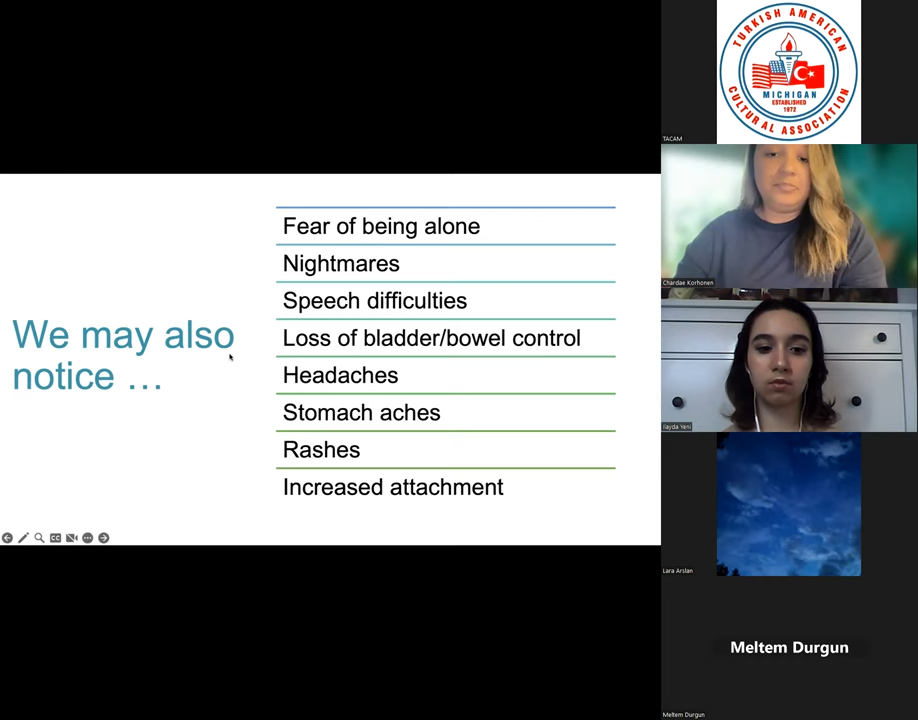 We may also
notice …
Fear of being alone
Nightmares
Speech difficulties
Loss of bladder/bowel control
Headaches
Stomach aches
Rashes
Increased attachment
TURKISH AMERICAN
CULTURAL ASSOCIATION
MICHIGAN
ESTABLISHED
1972
TACAM
Chardae Korhonen
Ilayda Yeni
Lara Arslan
Meltem Durgun
Meltem Durgun
CC